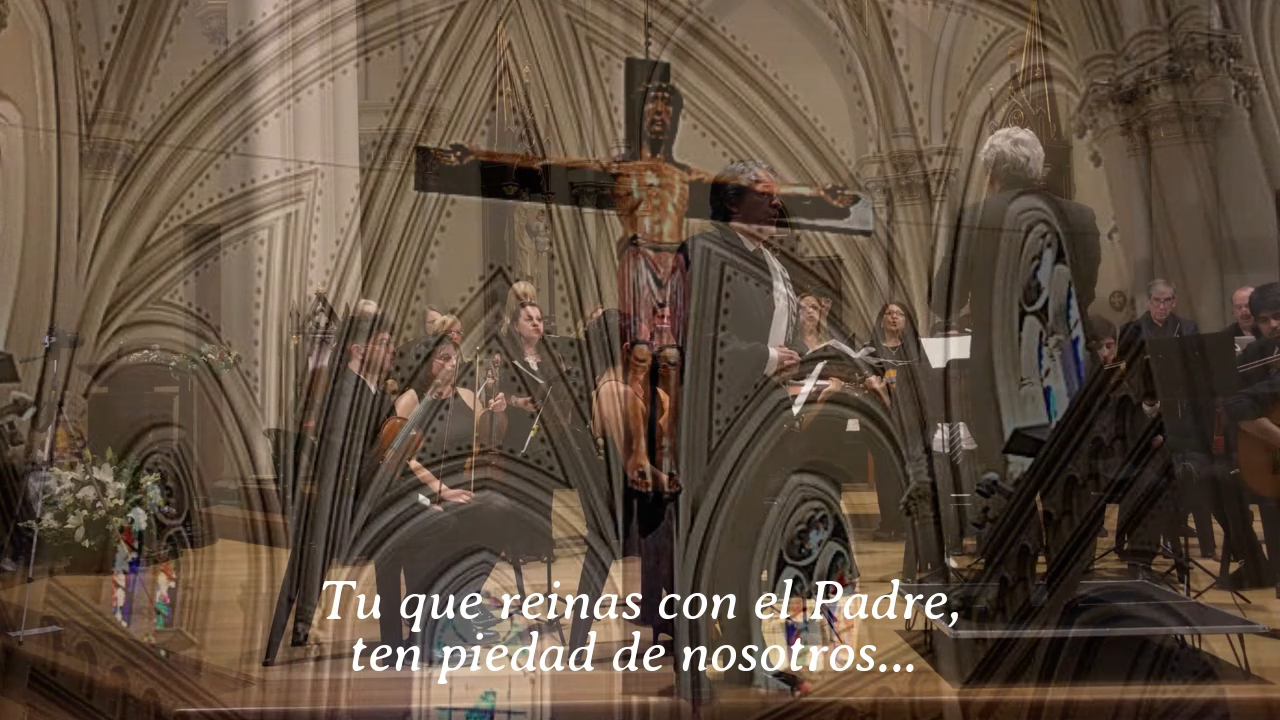 Tu que reinas con el Padre,
ten piedad de nosotros...